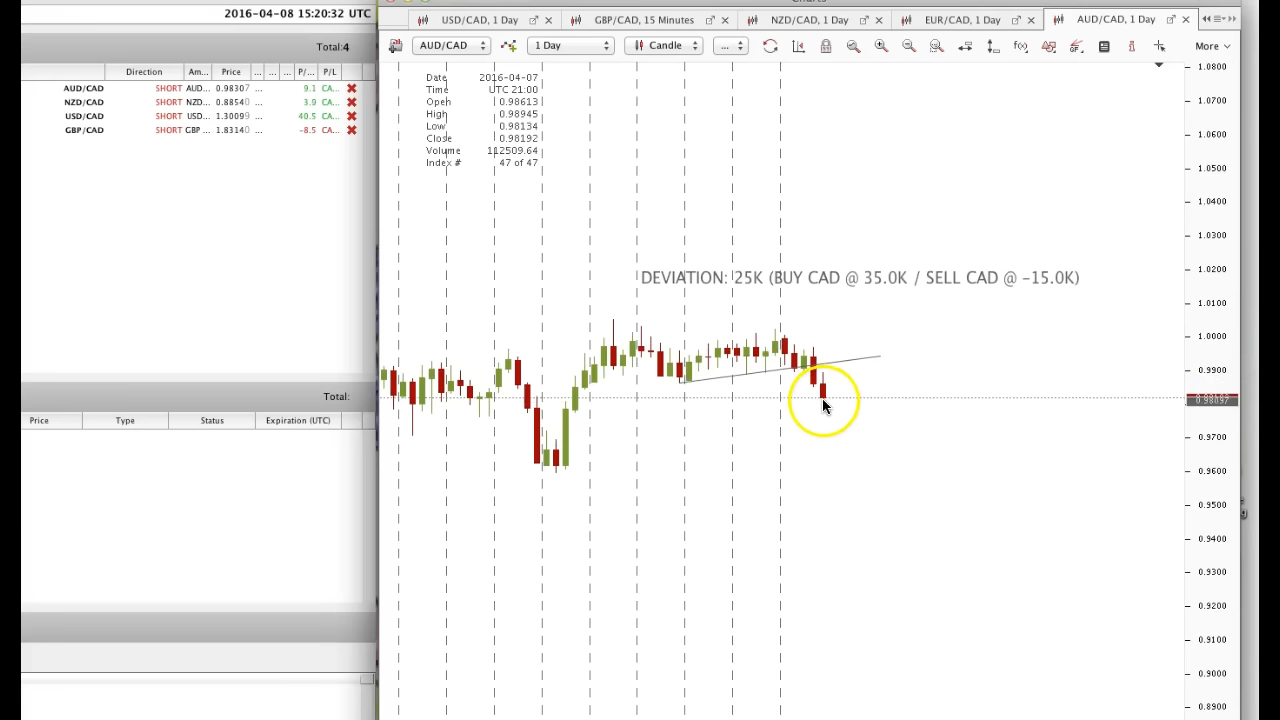 2016-04-08 15:20:32 UTC
Total:4
Direction Am... Price ... ... ... P/... P/L
AUD/CAD SHORT AUD... 0.98307 ... 9.1 CA...
NZD/CAD SHORT NZD... 0.88540 ... 3.9 CA...
USD/CAD SHORT USD... 1.30099 ... 40.5 CA...
GBP/CAD SHORT GBP ... 1.83140 ... -8.5 CA...
Total:
Price Type Status Expiration (UTC)
USD/CAD, 1 Day GBP/CAD, 15 Minutes NZD/CAD, 1 Day EUR/CAD, 1 Day AUD/CAD, 1 Day
AUD/CAD 1 Day Candle ... More
Date 2016-04-07
Time UTC 21:00
Open 0.98613
High 0.98945
Low 0.98134
Close 0.98192
Volume 112509.64
Index # 47 of 47
DEVIATION: 25K (BUY CAD @ 35.0K / SELL CAD @ -15.0K)
1.0800
1.0700
1.0600
1.0500
1.0400
1.0300
1.0200
1.0100
1.0000
0.9900
0.98097
0.9700
0.9600
0.9500
0.9400
0.9300
0.9200
0.9100
0.9000
0.8900